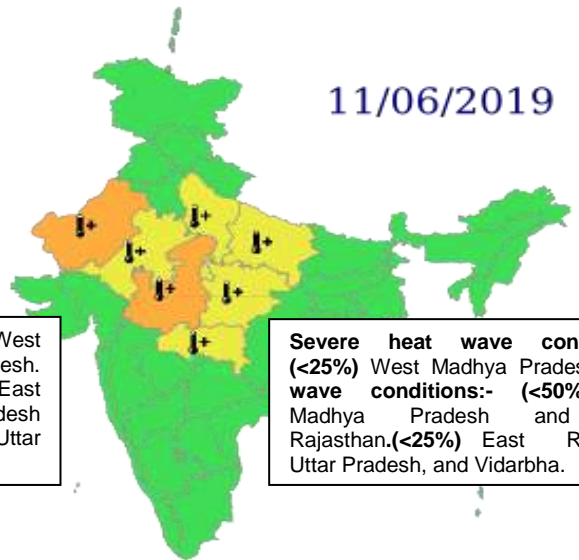 11/06/2019
West
esh.
East
desh
Uttar
Severe heat wave con
(<25%) West Madhya Prades
wave conditions:- (<50%
Madhya Pradesh and
Rajasthan.(<25%) East R
Uttar Pradesh, and Vidarbha.